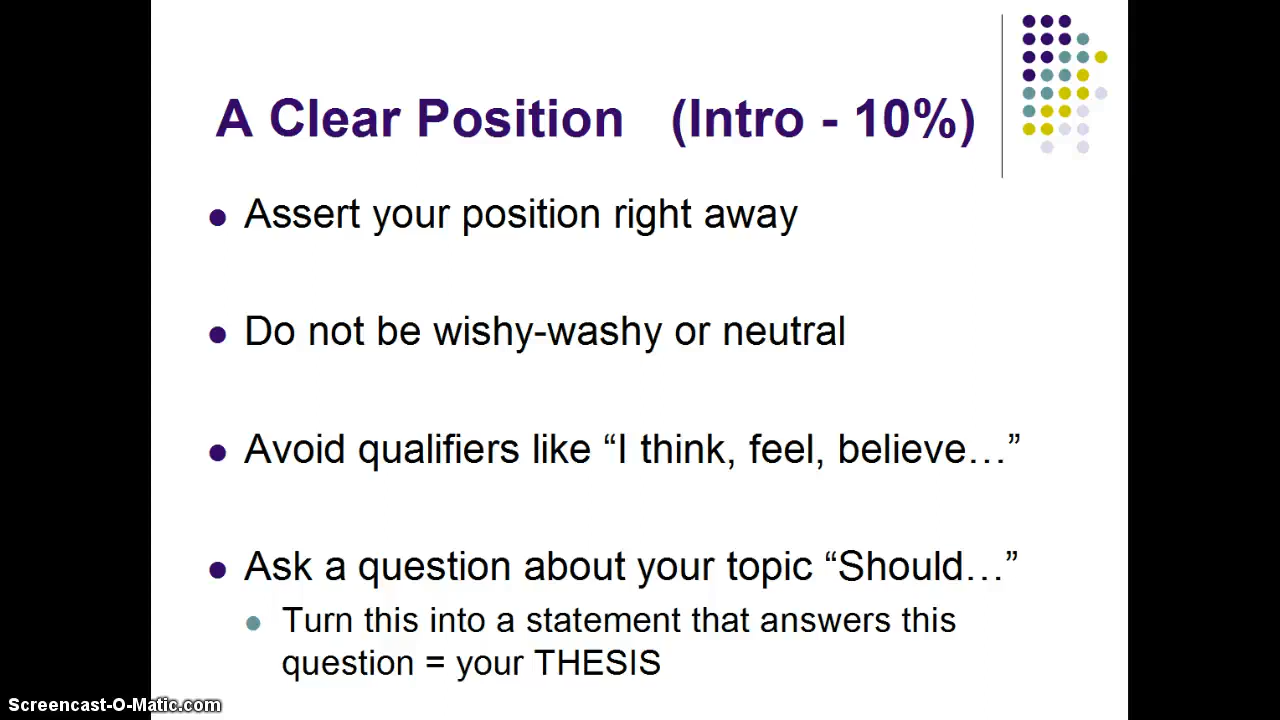 A Clear Position (Intro - 10%)
Assert your position right away
Do not be wishy-washy or neutral
Avoid qualifiers like “I think, feel, believe…”
Ask a question about your topic “Should…”
Turn this into a statement that answers this
question = your THESIS
Screencast-O-Matic.com